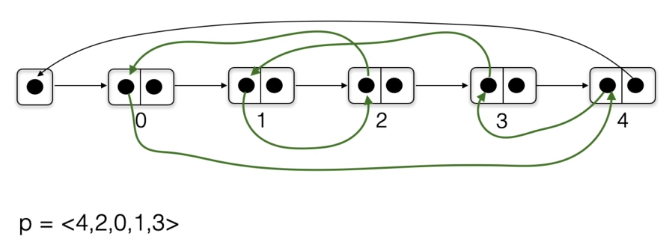 0 1 2 3 4
p = <4,2,0,1,3>